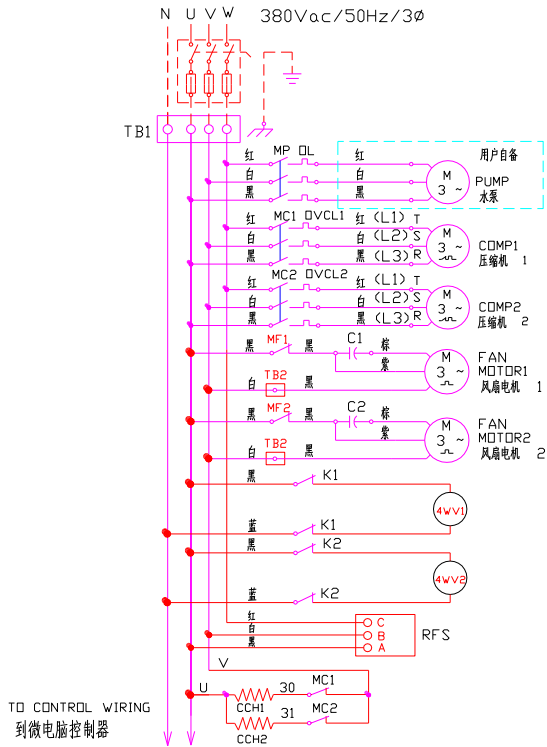 N U V W 380Vac/50Hz/3Ø
TB1
红 MP OL 红 用户自备
白 白 M 3 ~ PUMP
黑 黑 水泵
红 MC1 OVCL1 红 (L1) T
白 白 (L2) S M 3 ~ COMP1
黑 黑 (L3) R 压缩机 1
红 MC2 OVCL2 红 (L1) T
白 白 (L2) S M 3 ~ COMP2
黑 黑 (L3) R 压缩机 2
黑 MF1 黑 C1 棕 FAN
紫 M 3 ~ MOTOR1
白 TB2 黑 风扇电机 1
黑 MF2 黑 C2 棕 FAN
紫 M 3 ~ MOTOR2
白 TB2 黑 风扇电机 2
黑 K1
4WV1
蓝 K1
黑 K2
4WV2
蓝 K2
红 C
白 B RFS
黑 A
V
U 30 MC1
CCH1
31 MC2
CCH2
TO CONTROL WIRING
到微电脑控制器